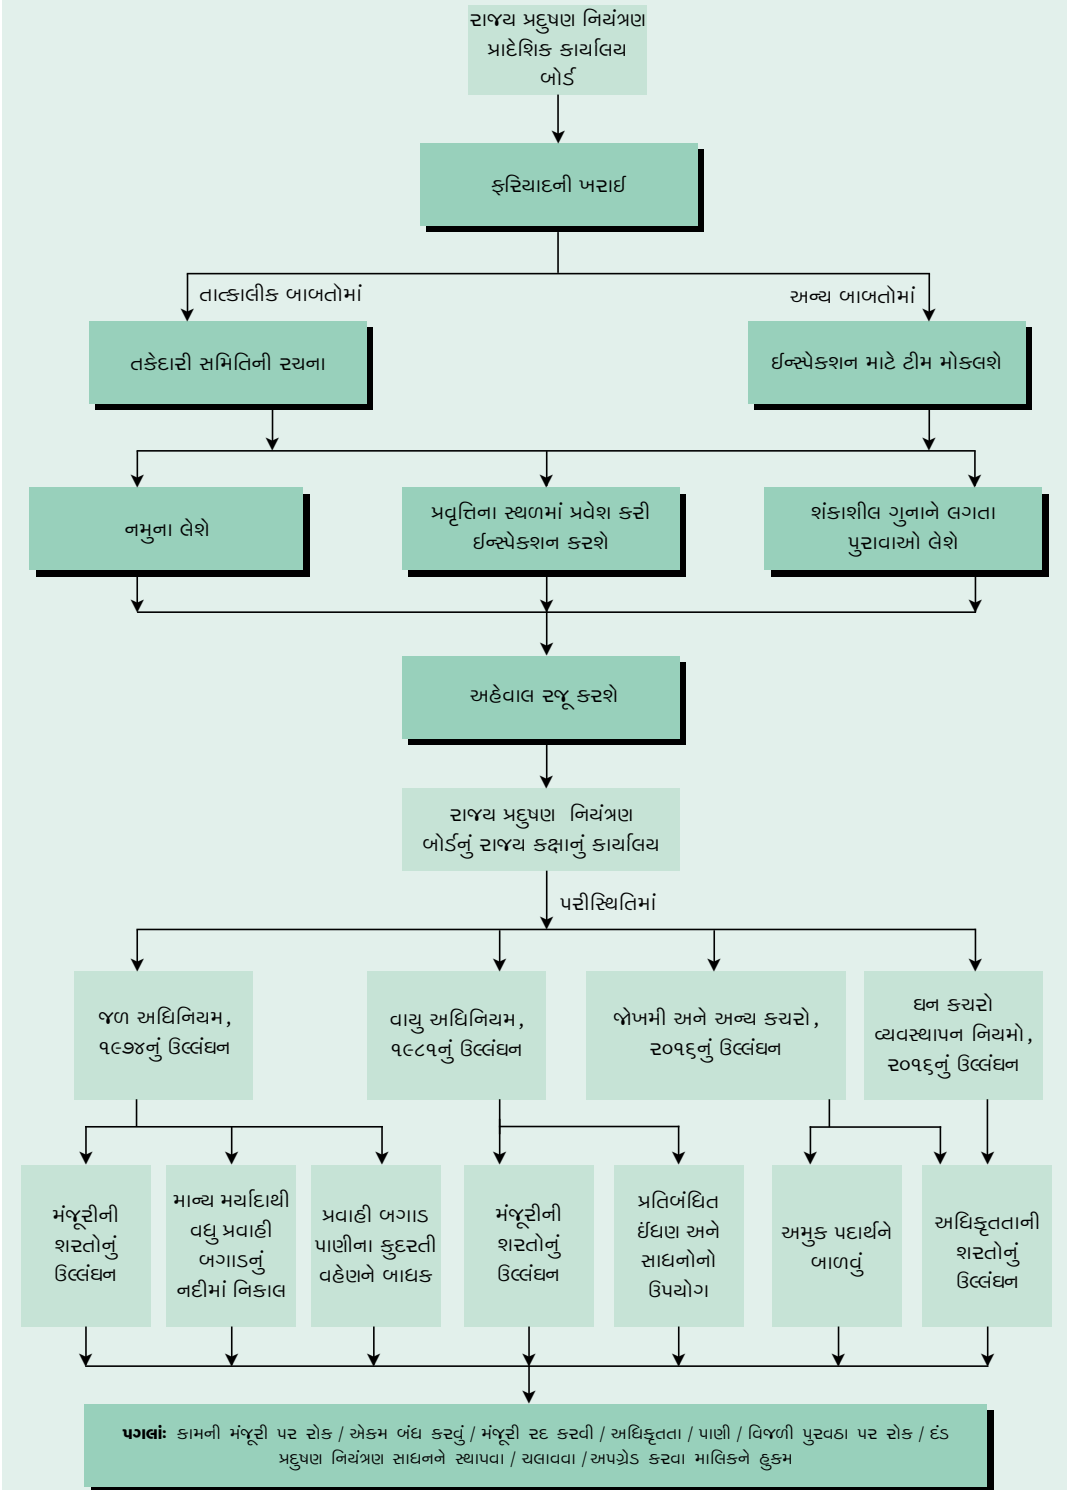 રાજય પ્રદુષણ નિયંત્રણ
પ્રાદેશિક કાર્યાલય
બોર્ડ
ફરિયાદની ખરાઈ
તાત્કાલીક બાબતોમાં
અન્ય બાબતોમાં
તકેદારી સમિતિની રચના
ઈન્સ્પેકશન માટે ટીમ મોકલશે
નમુના લેશે
પ્રવૃત્તિના સ્થળમાં પ્રવેશ કરી
ઈન્સ્પેક્શન કરશે
શંકાશીલ ગુનાને લગતા
પુરાવાઓ લેશે
અહેવાલ રજૂ કરશે
રાજય પ્રદુષણ નિયંત્રણ
બોર્ડનું રાજય કક્ષાનું કાર્યાલય
પરીસ્થિતિમાં
જળ અધિનિયમ,
૧૯૭૪નું ઉલ્લંઘન
વાયુ અધિનિયમ,
૧૯૮૧નું ઉલ્લંઘન
જોખમી અને અન્ય કચરો,
૨૦૧૬નું ઉલ્લંઘન
ઘન કચરો
વ્યવસ્થાપન નિયમો,
૨૦૧૬નું ઉલ્લંઘન
મંજૂરીની
શરતોનું
ઉલ્લંઘન
માન્ય મર્યાદાથી
વધુ પ્રવાહી
બગાડનું
નદીમાં નિકાલ
પ્રવાહી બગાડ
પાણીના કુદરતી
વહેણને બાધક
મંજૂરીની
શરતોનું
ઉલ્લંઘન
પ્રતિબંધિત
ઈંધણ અને
સાધનોનો
ઉપયોગ
અમુક પદાર્થને
બાળવું
અધિકૃતતાની
શરતોનું
ઉલ્લંઘન
પગલાંઃ કામની મંજૂરી પર રોક / એકમ બંધ કરવું / મંજૂરી રદ કરવી / અધિકૃતતા / પાણી / વિજળી પુરવઠા પર રોક / દંડ
પ્રદુષણ નિયંત્રણ સાધનને સ્થાપવા / ચલાવવા / અપગ્રેડ કરવા માલિકને હુકમ